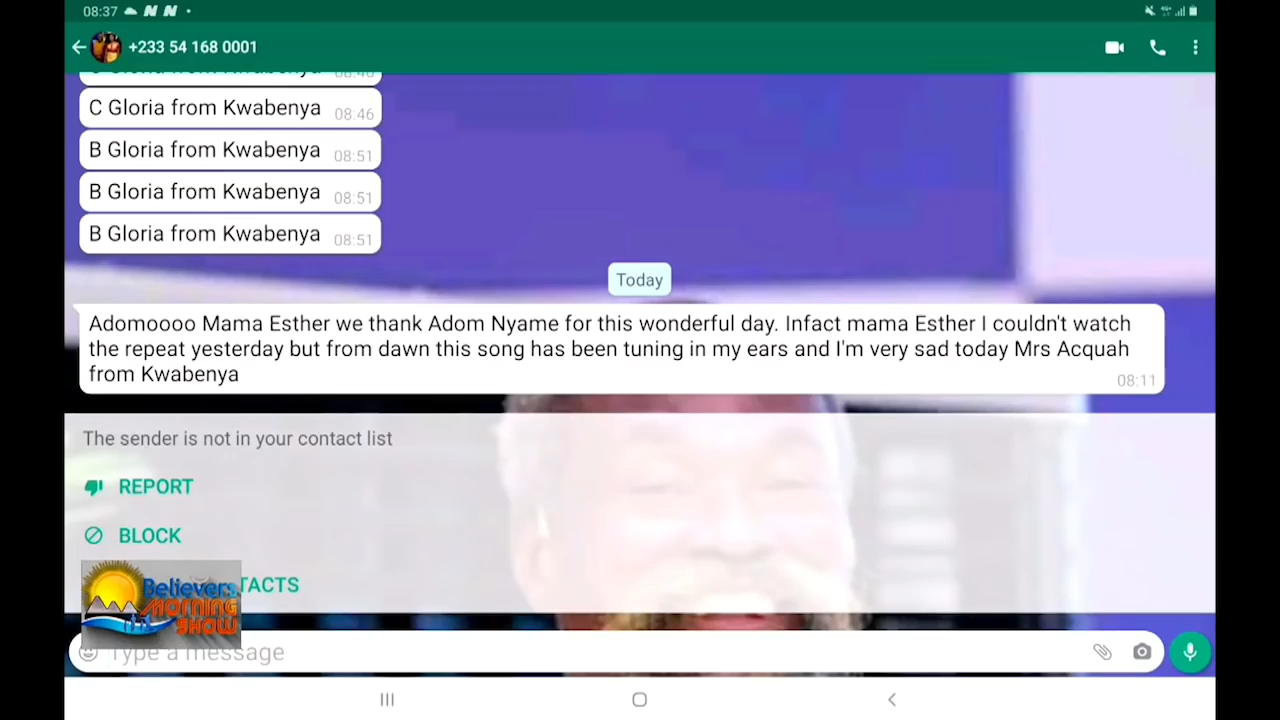 08:37
+233 54 168 0001
C Gloria from Kwabenya 08:46
B Gloria from Kwabenya 08:51
B Gloria from Kwabenya 08:51
B Gloria from Kwabenya 08:51
Today
Adomoooo Mama Esther we thank Adom Nyame for this wonderful day. Infact mama Esther I couldn't watch
the repeat yesterday but from dawn this song has been tuning in my ears and I'm very sad today Mrs Acquah
from Kwabenya
08:11
The sender is not in your contact list
REPORT
BLOCK
TACTS
Believers
Morning
SHOW
Type a message